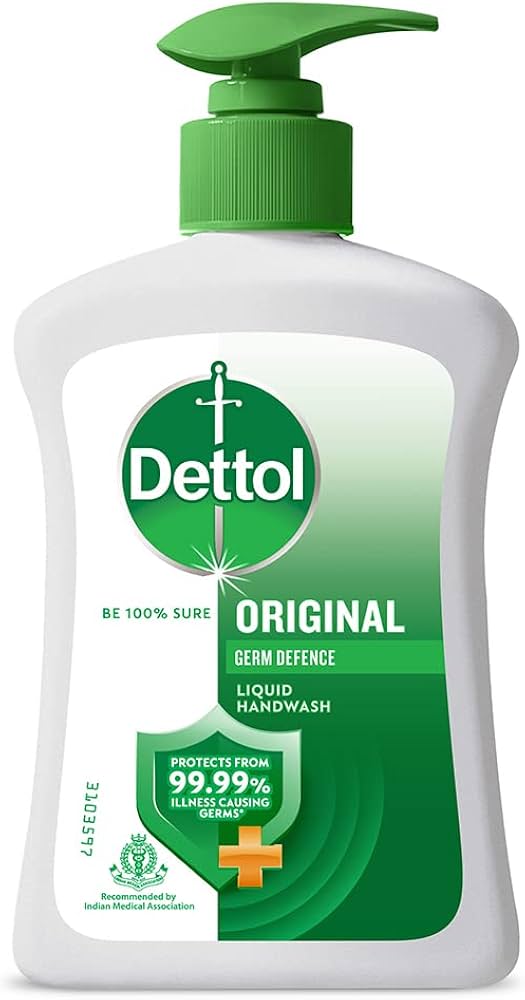 Dettol
BE 100% SURE
ORIGINAL
GERM DEFENCE
LIQUID
HANDWASH
PROTECTS FROM
99.99%
ILLNESS CAUSING
GERMS*
3203597
Recommended by
Indian Medical Association